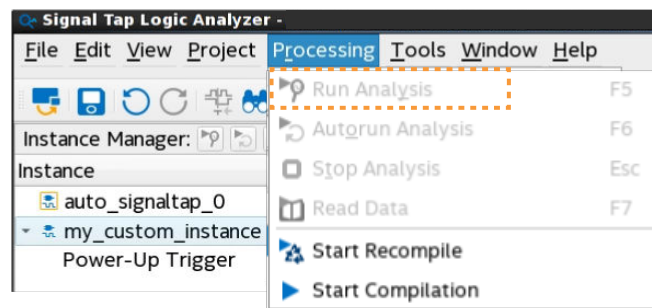 Signal Tap Logic Analyzer -
File Edit View Project Processing Tools Window Help
Run Analysis F5
Autorun Analysis F6
Stop Analysis Esc
Read Data F7
Start Recompile
Start Compilation
Instance Manager:
Instance
auto_signaltap_0
my_custom_instance
Power-Up Trigger